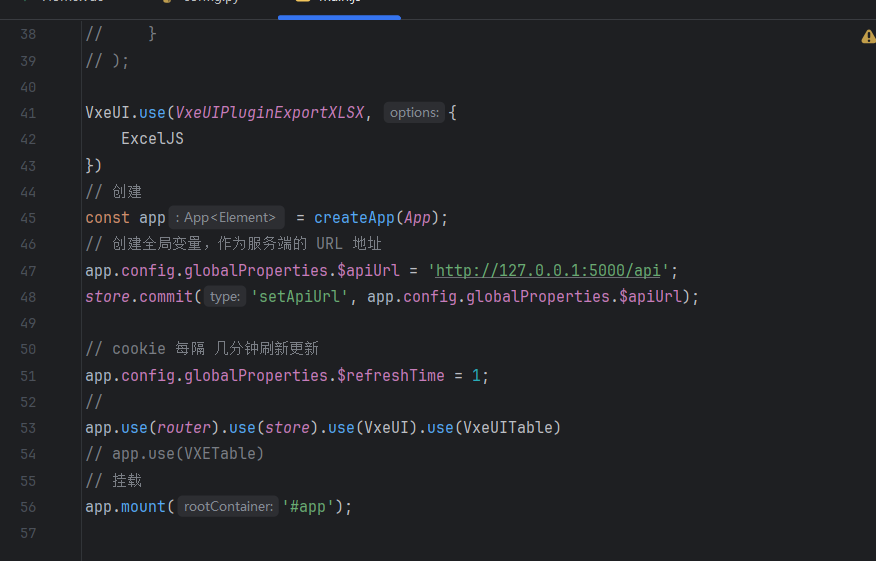 config.py
main.js
38 //     }
39 // );
40
41 VxeUI.use(VxeUIPluginExportXLSX, options: {
42     ExcelJS
43 })
44 // 创建
45 const app : App<Element> = createApp(App);
46 // 创建全局变量，作为服务端的 URL 地址
47 app.config.globalProperties.$apiUrl = 'http://127.0.0.1:5000/api';
48 store.commit( type: 'setApiUrl', app.config.globalProperties.$apiUrl);
49
50 // cookie 每隔 几分钟刷新更新
51 app.config.globalProperties.$refreshTime = 1;
52 //
53 app.use(router).use(store).use(VxeUI).use(VxeUITable)
54 // app.use(VXETable)
55 // 挂载
56 app.mount( rootContainer: '#app');
57